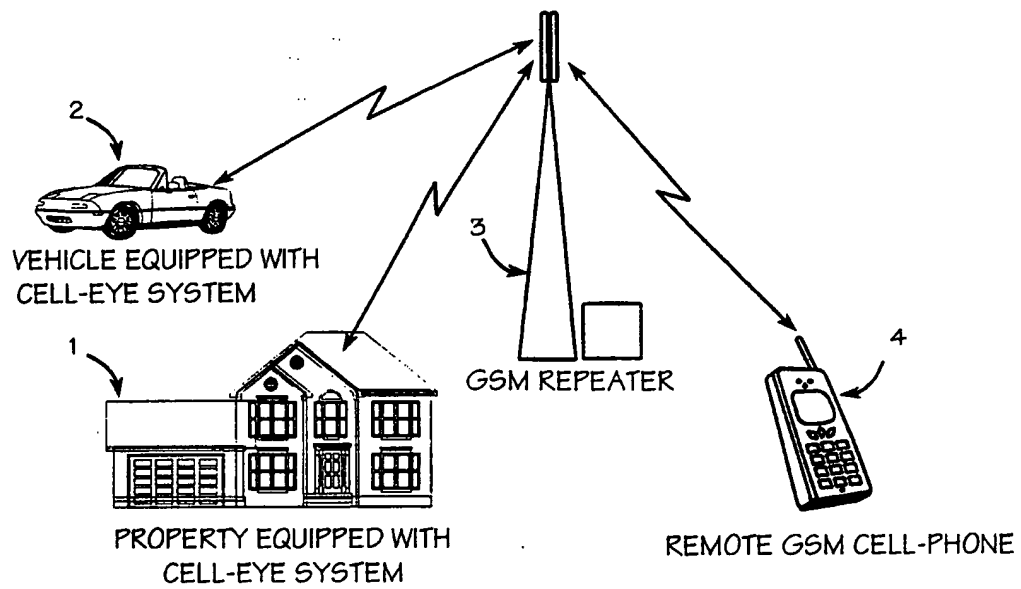 2
VEHICLE EQUIPPED WITH
CELL-EYE SYSTEM
3
GSM REPEATER
1
PROPERTY EQUIPPED WITH
CELL-EYE SYSTEM
4
REMOTE GSM CELL-PHONE